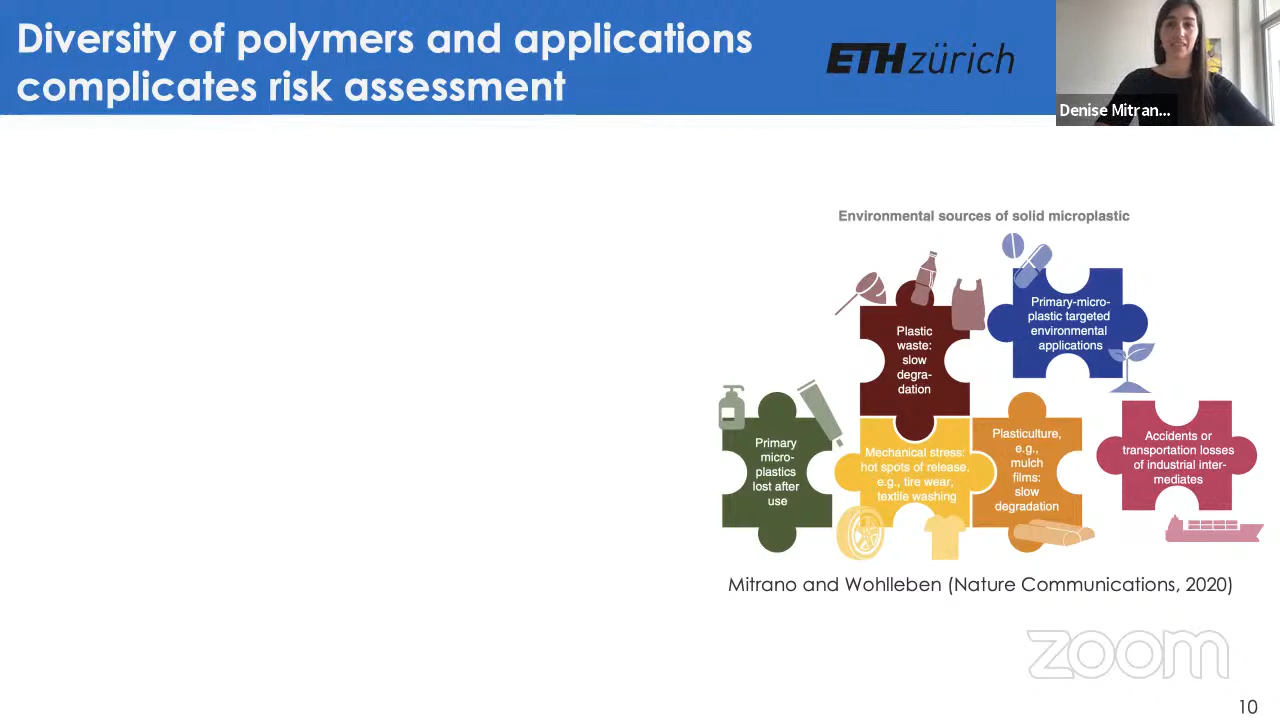 Diversity of polymers and applications
complicates risk assessment
ETH zürich
Denise Mitran...
Environmental sources of solid microplastic
Primary-micro-
plastic targeted
environmental
applications
Plastic
waste:
slow
degra-
dation
Primary
micro-
plastics
lost after
use
Mechanical stress:
hot spots of release,
e.g., tire wear,
textile washing
Plasticulture,
e.g.,
mulch
films:
slow
degradation
Accidents or
transportation losses
of industrial inter-
mediates
Mitrano and Wohlleben (Nature Communications, 2020)
zoom
10